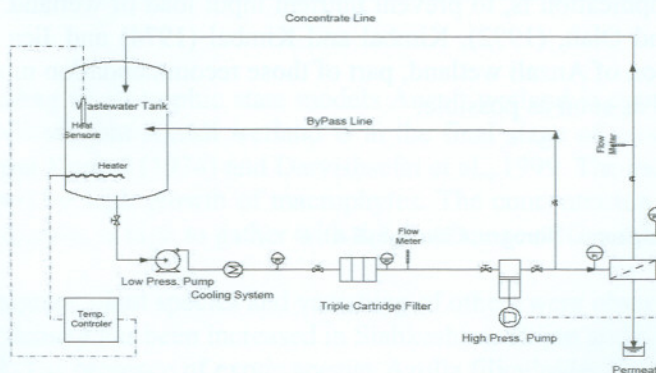 Concentrate Line
Wastewater Tank
Heat
Sensore
ByPass Line
Heater
Flow
Meter
Flow
Meter
Low Press. Pump
Cooling System
Triple Cartridge Filter
High Press. Pump
Temp.
Controler
Permeat